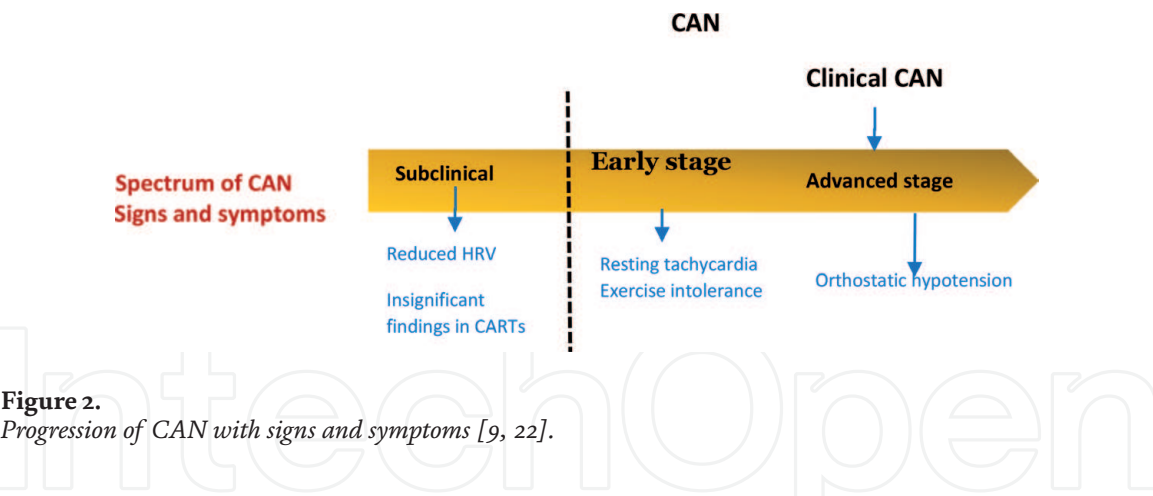 CAN
Clinical CAN
Spectrum of CAN
Signs and symptoms
Subclinical
Early stage
Advanced stage
Reduced HRV
Insignificant
findings in CARTs
Resting tachycardia
Exercise intolerance
Orthostatic hypotension
Figure 2.
Progression of CAN with signs and symptoms [9, 22].
IntechOpen